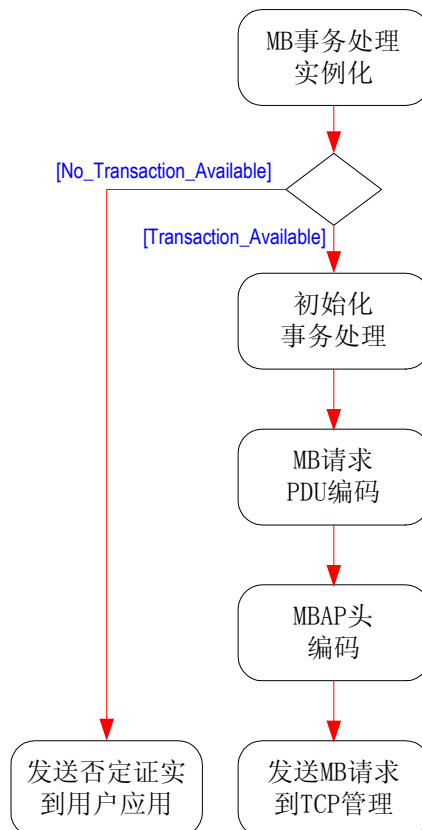 MB事务处理
实例化
[No_Transaction_Available]
[Transaction_Available]
初始化
事务处理
MB请求
PDU编码
MBAP头
编码
发送否定证实
到用户应用
发送MB请求
到TCP管理